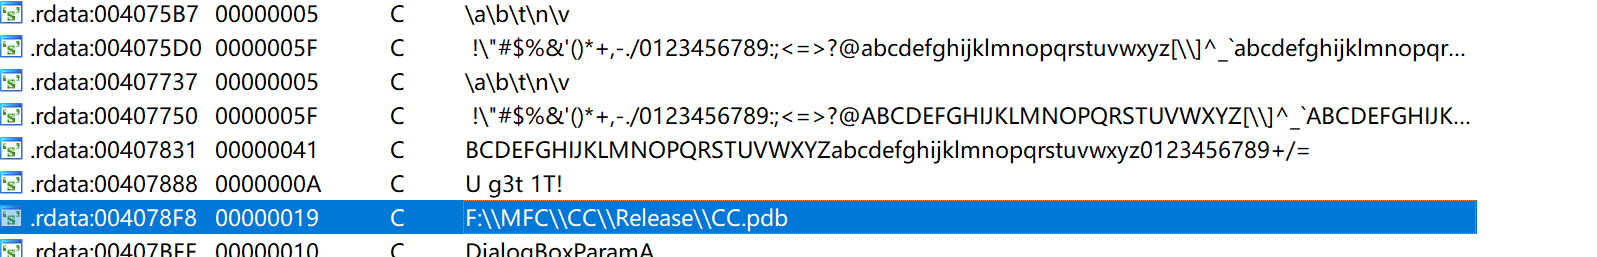 .rdata:004075B7 00000005 C \a\b\t\n\v
.rdata:004075D0 0000005F C !\"#$%&'()*+,-./0123456789:;<=>?@abcdefghijklmnopqrstuvwxyz[\\]^_`abcdefghijklmnopqr...
.rdata:00407737 00000005 C \a\b\t\n\v
.rdata:00407750 0000005F C !\"#$%&'()*+,-./0123456789:;<=>?@ABCDEFGHIJKLMNOPQRSTUVWXYZ[\\]^_`ABCDEFGHIJK...
.rdata:00407831 00000041 C BCDEFGHIJKLMNOPQRSTUVWXYZabcdefghijklmnopqrstuvwxyz0123456789+/=
.rdata:00407888 0000000A C U g3t 1T!
.rdata:004078F8 00000019 C F:\\MFC\\CC\\Release\\CC.pdb
.rdata:00407BFE 00000010 C DialogBoxParamA